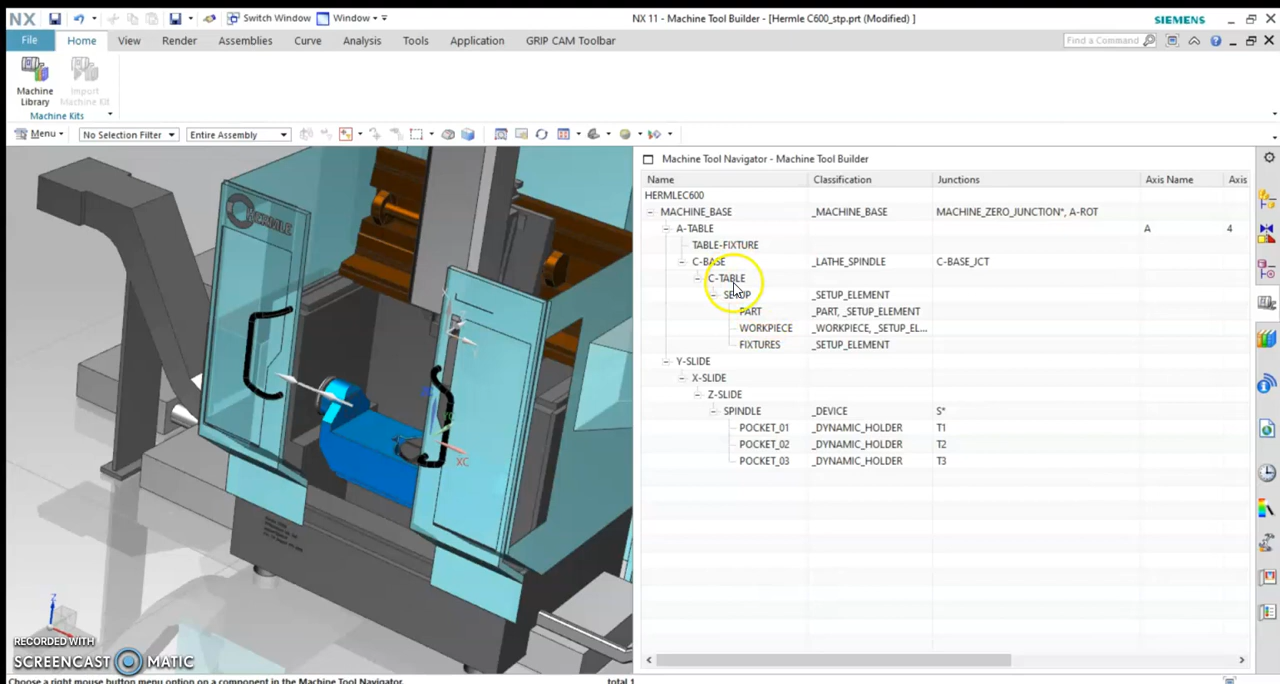 NX Switch Window Window NX 11 - Machine Tool Builder - [Hermle C600_stp.prt (Modified) ] SIEMENS
File Home View Render Assemblies Curve Analysis Tools Application GRIP CAM Toolbar Find a Command
Machine Library Import Machine Kit
Machine Kits
Menu No Selection Filter Entire Assembly
Machine Tool Navigator - Machine Tool Builder
Name Classification Junctions Axis Name Axis
HERMLEC600
MACHINE_BASE _MACHINE_BASE MACHINE_ZERO_JUNCTION*, A-ROT
A-TABLE A 4
TABLE-FIXTURE
C-BASE _LATHE_SPINDLE C-BASE_JCT
C-TABLE
SETUP _SETUP_ELEMENT
PART _PART, _SETUP_ELEMENT
WORKPIECE _WORKPIECE, _SETUP_EL...
FIXTURES _SETUP_ELEMENT
Y-SLIDE
X-SLIDE
Z-SLIDE
SPINDLE _DEVICE S*
POCKET_01 _DYNAMIC_HOLDER T1
POCKET_02 _DYNAMIC_HOLDER T2
POCKET_03 _DYNAMIC_HOLDER T3
HERMLE
XC
Z
RECORDED WITH
SCREENCAST MATIC
Choose a right mouse button menu option on a component in the Machine Tool Navigator. total 1